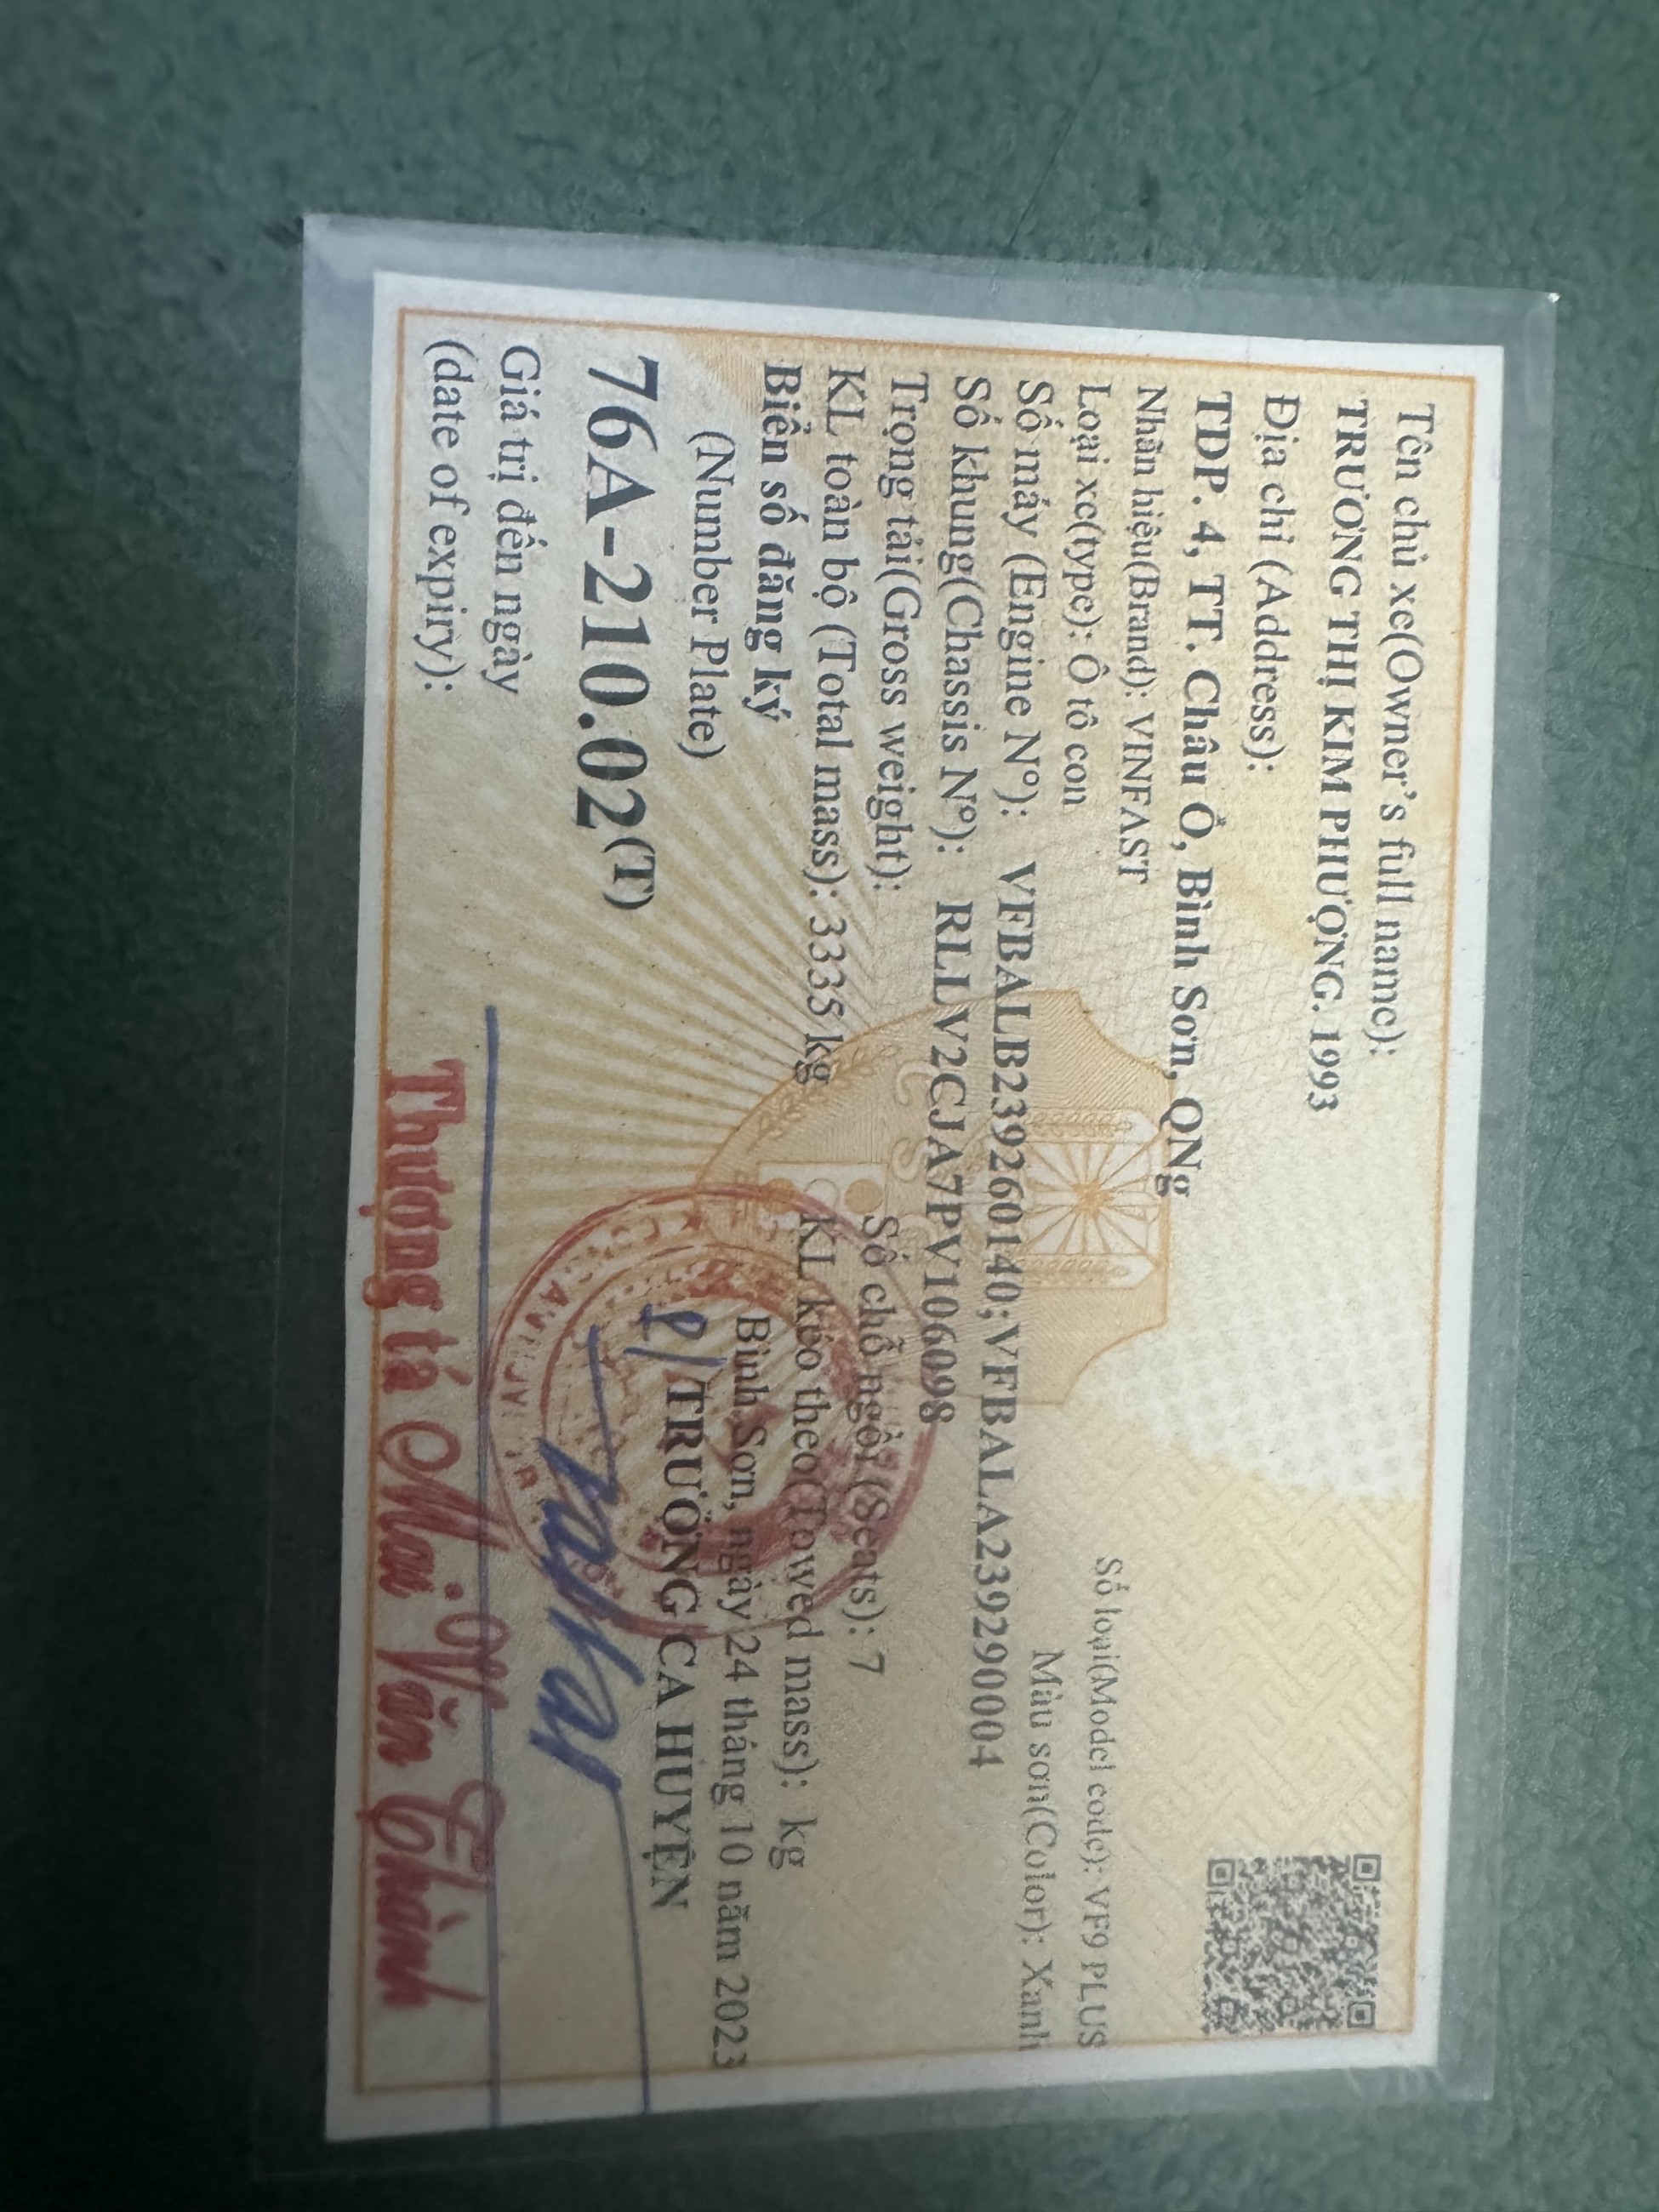 Tên chủ xe(Owner's full name):
TRƯƠNG THỊ KIM PHƯỢNG. 1993
Địa chỉ (Address):
TDP. 4, TT. Châu Ổ, Bình Sơn, QNg
Nhãn hiệu(Brand): VINFAST Số loại(Model code): VF9 PLUS
Loại xe(type): Ô tô con Màu sơn(Color): Xanh
Số máy (Engine Nº): VFBALB239260140;VFBALA239290004
Số khung(Chassis Nº): RLLV2CJA7PV106098
Trọng tải(Gross weight): Số chỗ ngồi (Seats): 7
KL toàn bộ (Total mass): 3335 kg KL kéo theo(Towed mass): kg
Biển số đăng ký Bình Sơn, ngày 24 tháng 10 năm 2023
(Number Plate) TRƯỞNG CA HUYỆN
76A-210.02(T)
Giá trị đến ngày
(date of expiry):
Thượng tá Mai Văn Thành